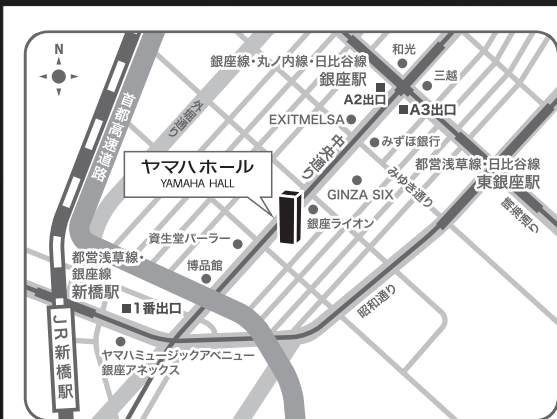 N
和光
銀座線・丸ノ内線・日比谷線
銀座駅
三越
A2出口
A3出口
首都高速道路
外堀通り
EXITMELSA
みずほ銀行
中央通り
都営浅草線・日比谷線
東銀座駅
ヤマハホール
YAMAHA HALL
みゆき通り
GINZA SIX
晴海通り
銀座ライオン
資生堂パーラー
都営浅草線・
銀座線
新橋駅
博品館
昭和通り
1番出口
JR新橋駅
ヤマハミュージックアベニュー
銀座アネックス